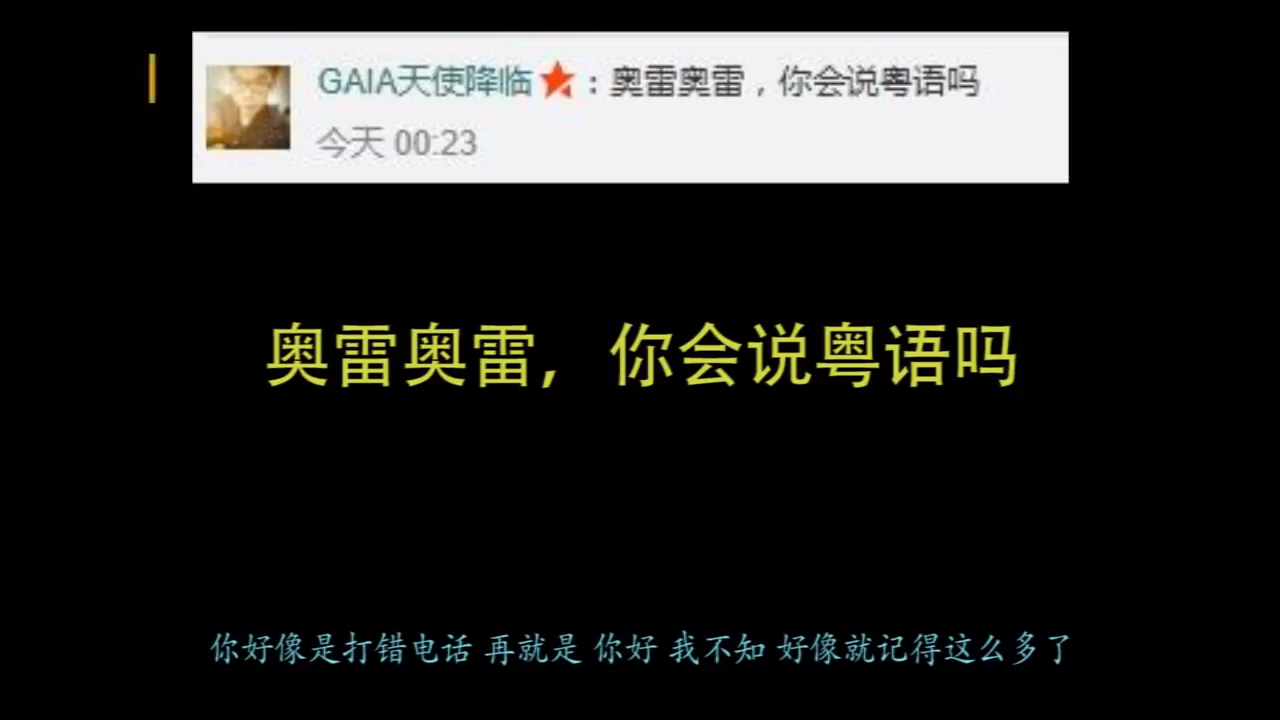 GAIA天使降临：奥雷奥雷，你会说粤语吗
今天 00:23
奥雷奥雷，你会说粤语吗
你好像是打错电话 再就是 你好 我不知 好像就记得这么多了